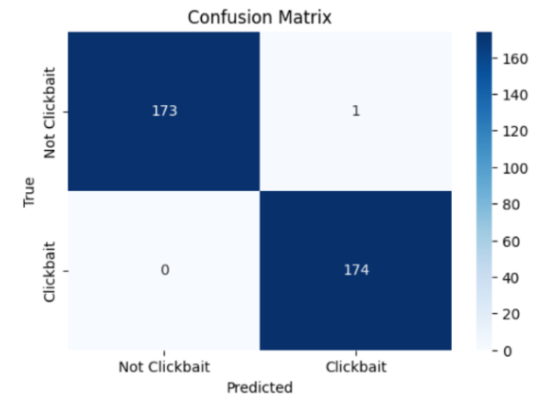 Confusion Matrix
True
Not Clickbait
Clickbait
173
1
0
174
Not Clickbait
Clickbait
Predicted
160
140
120
100
80
60
40
20
0